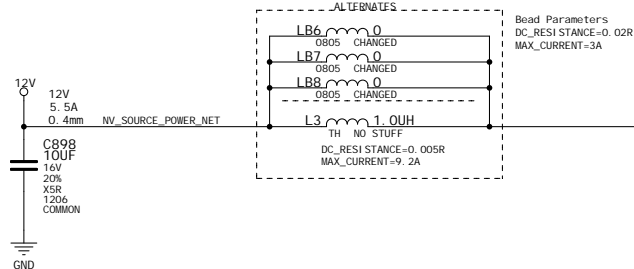 ALTERNATES
LB6 0
0805 CHANGED
LB7 0
0805 CHANGED
LB8 0
0805 CHANGED
L3 1.0UH
TH NO STUFF
DC_RESISTANCE=0.005R
MAX_CURRENT=9.2A
Bead Parameters
DC_RESISTANCE=0.02R
MAX_CURRENT=3A
12V
12V
5.5A
0.4mm NV_SOURCE_POWER_NET
C898
10UF
16V
20%
X5R
1206
COMMON
GND